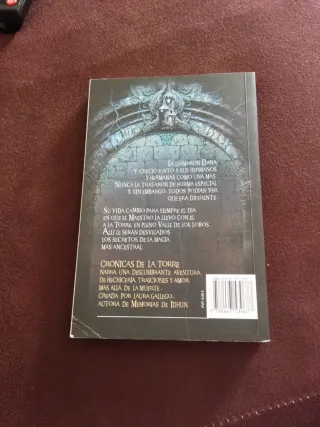 La llamaron Dana
y creció junto a sus hermanos
y hermanas como una más.
Nunca la trataron de forma especial
y, sin embargo, todos podían ver
que era diferente.
Su vida cambió para siempre el día
en que el Maestro la llevó con él
a la Torre, en pleno Valle de los Lobos.
Allí le serán desvelados
los secretos de la magia
más ancestral.
CRÓNICAS DE LA TORRE
narra una deslumbrante aventura
de hechicería, traiciones y amor
más allá de la muerte,
creada por Laura Gallego,
autora de Memorias de Idhún